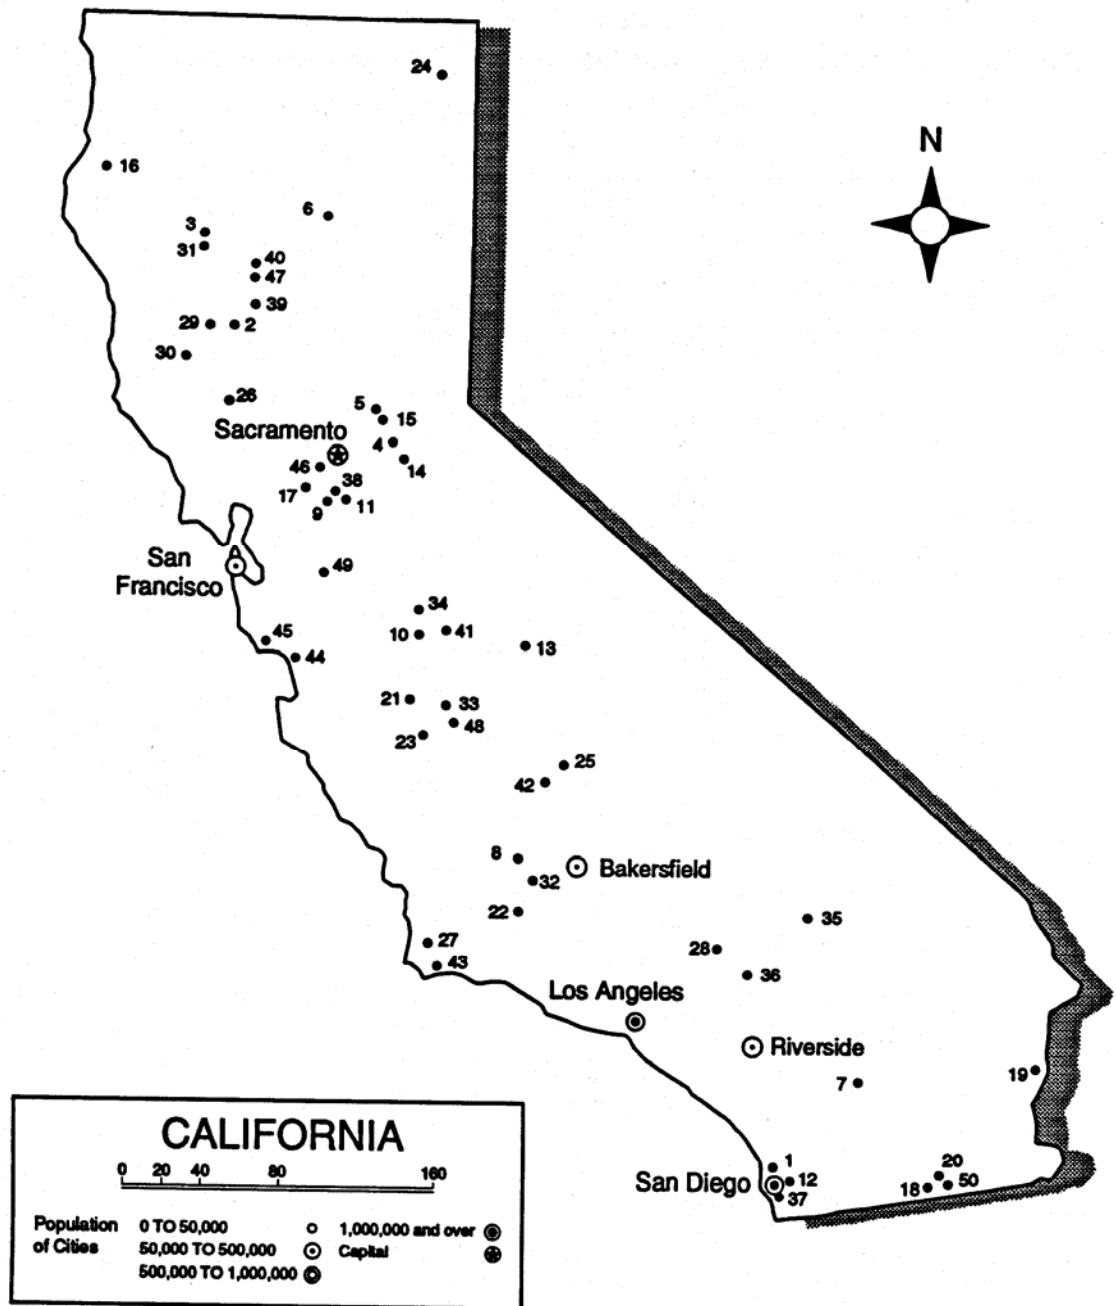 24
N
16
6
3
31
40
47
39
29
2
30
26
5
15
Sacramento
4
14
46
38
17
11
9
San
Francisco
49
34
10
41
45
13
44
21
33
48
23
25
42
8
Bakersfield
32
22
35
27
28
43
36
Los Angeles
Riverside
7
19
1
20
San Diego
12
50
18
37
CALIFORNIA
0 20 40 80 160
Population
of Cities
0 TO 50,000
50,000 TO 500,000
500,000 TO 1,000,000
1,000,000 and over
Capital